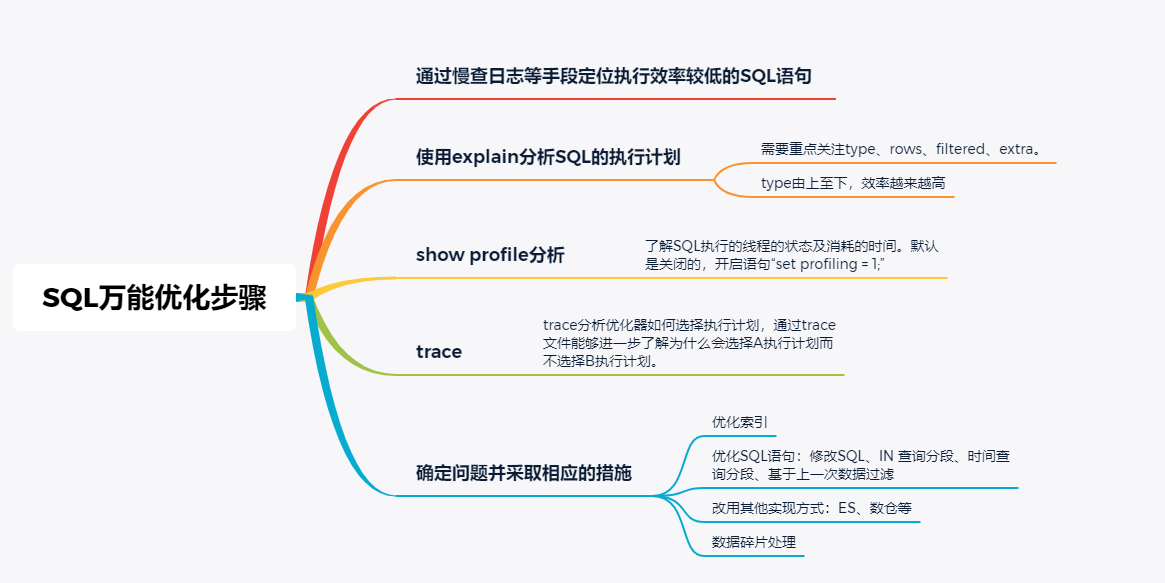 SQL万能优化步骤
通过慢查日志等手段定位执行效率较低的SQL语句
使用explain分析SQL的执行计划
需要重点关注type、rows、filtered、extra。
type由上至下，效率越来越高
show profile分析
了解SQL执行的线程的状态及消耗的时间。默认
是关闭的，开启语句“set profiling = 1;”
trace
trace分析优化器如何选择执行计划，通过trace
文件能够进一步了解为什么会选择A执行计划而
不选择B执行计划。
确定问题并采取相应的措施
优化索引
优化SQL语句：修改SQL、IN 查询分段、时间查
询分段、基于上一次数据过滤
改用其他实现方式：ES、数仓等
数据碎片处理